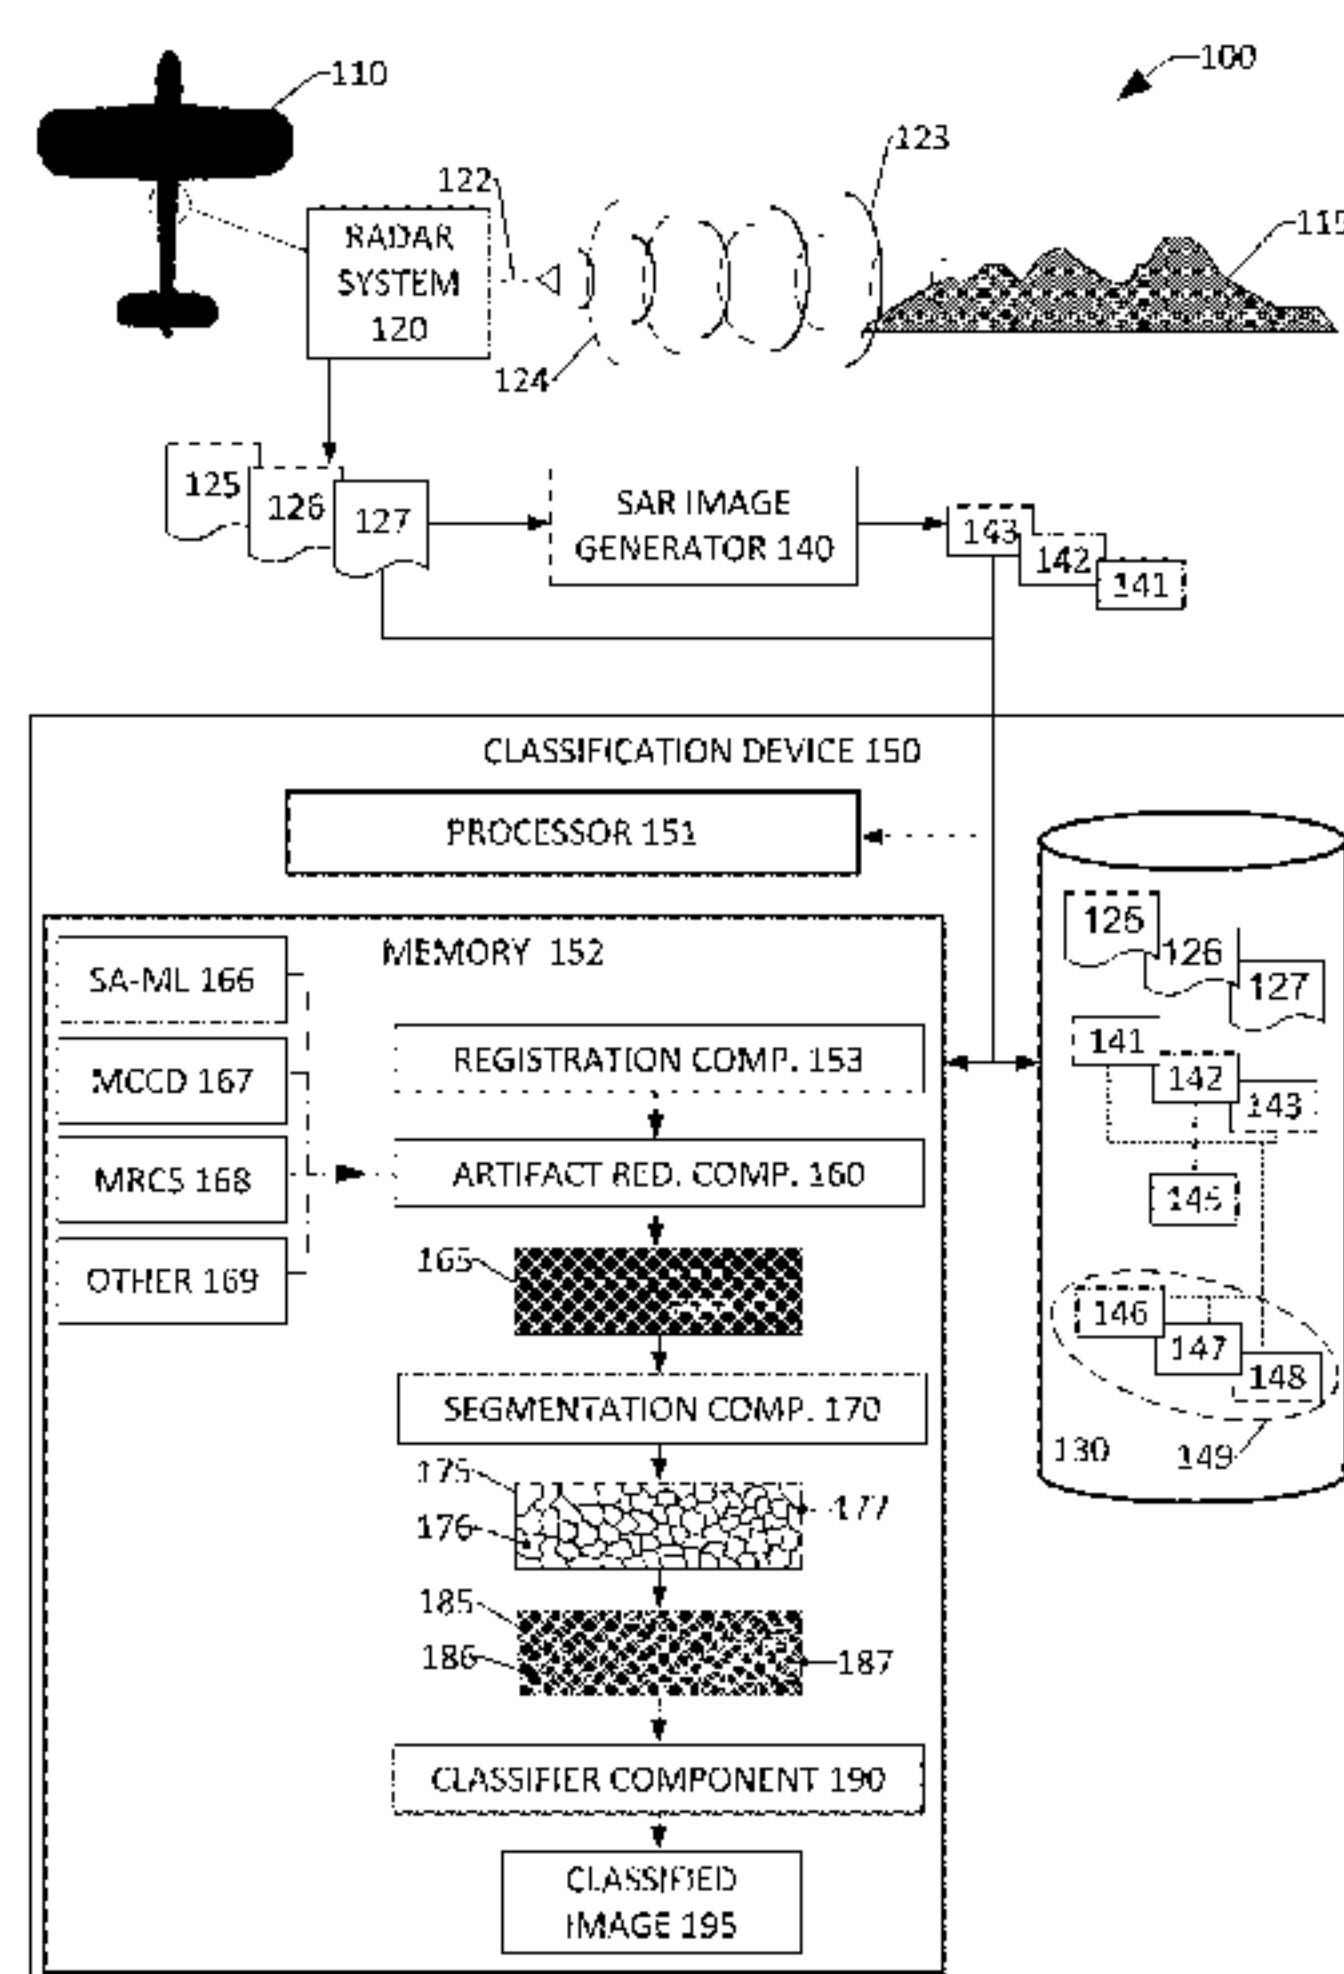 110
100
123
122
115
RADAR
SYSTEM
120
124
125
126
127
SAR IMAGE
GENERATOR 140
143
142
141
CLASSIFICATION DEVICE 150
PROCESSOR 151
MEMORY 152
SA-ML 166
MCCD 167
MRCS 168
OTHER 169
REGISTRATION COMP. 153
ARTIFACT RED. COMP. 160
165
SEGMENTATION COMP. 170
175
176
177
185
186
187
CLASSIFIER COMPONENT 190
CLASSIFIED
IMAGE 195
125
126
127
141
142
143
145
146
147
148
130
149